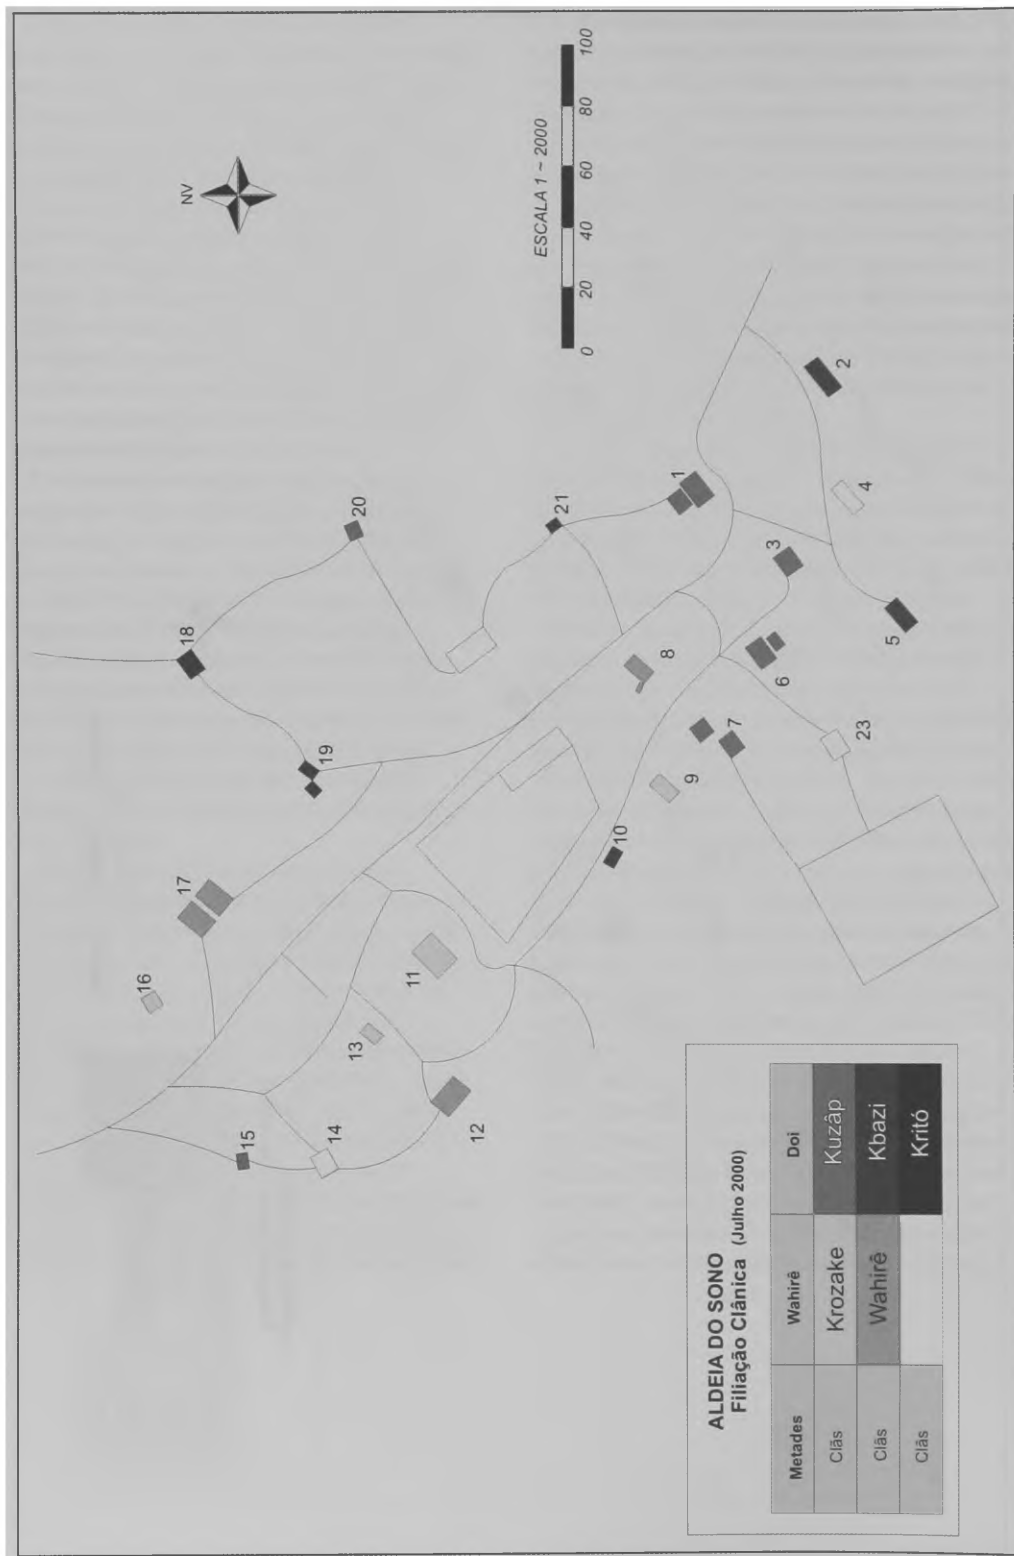 NV
ESCALA 1 ~ 2000
0 20 40 60 80 100
18
20
19
21
17
16
1
2
8
3
4
5
6
7
23
9
10
11
13
15
14
12
ALDEIA DO SONO
Filiação Clânica (Julho 2000)
Metades Wahirê Doi
Clãs Krozake Kuzâp
Clãs Wahirê Kbazi
Clãs Kritó